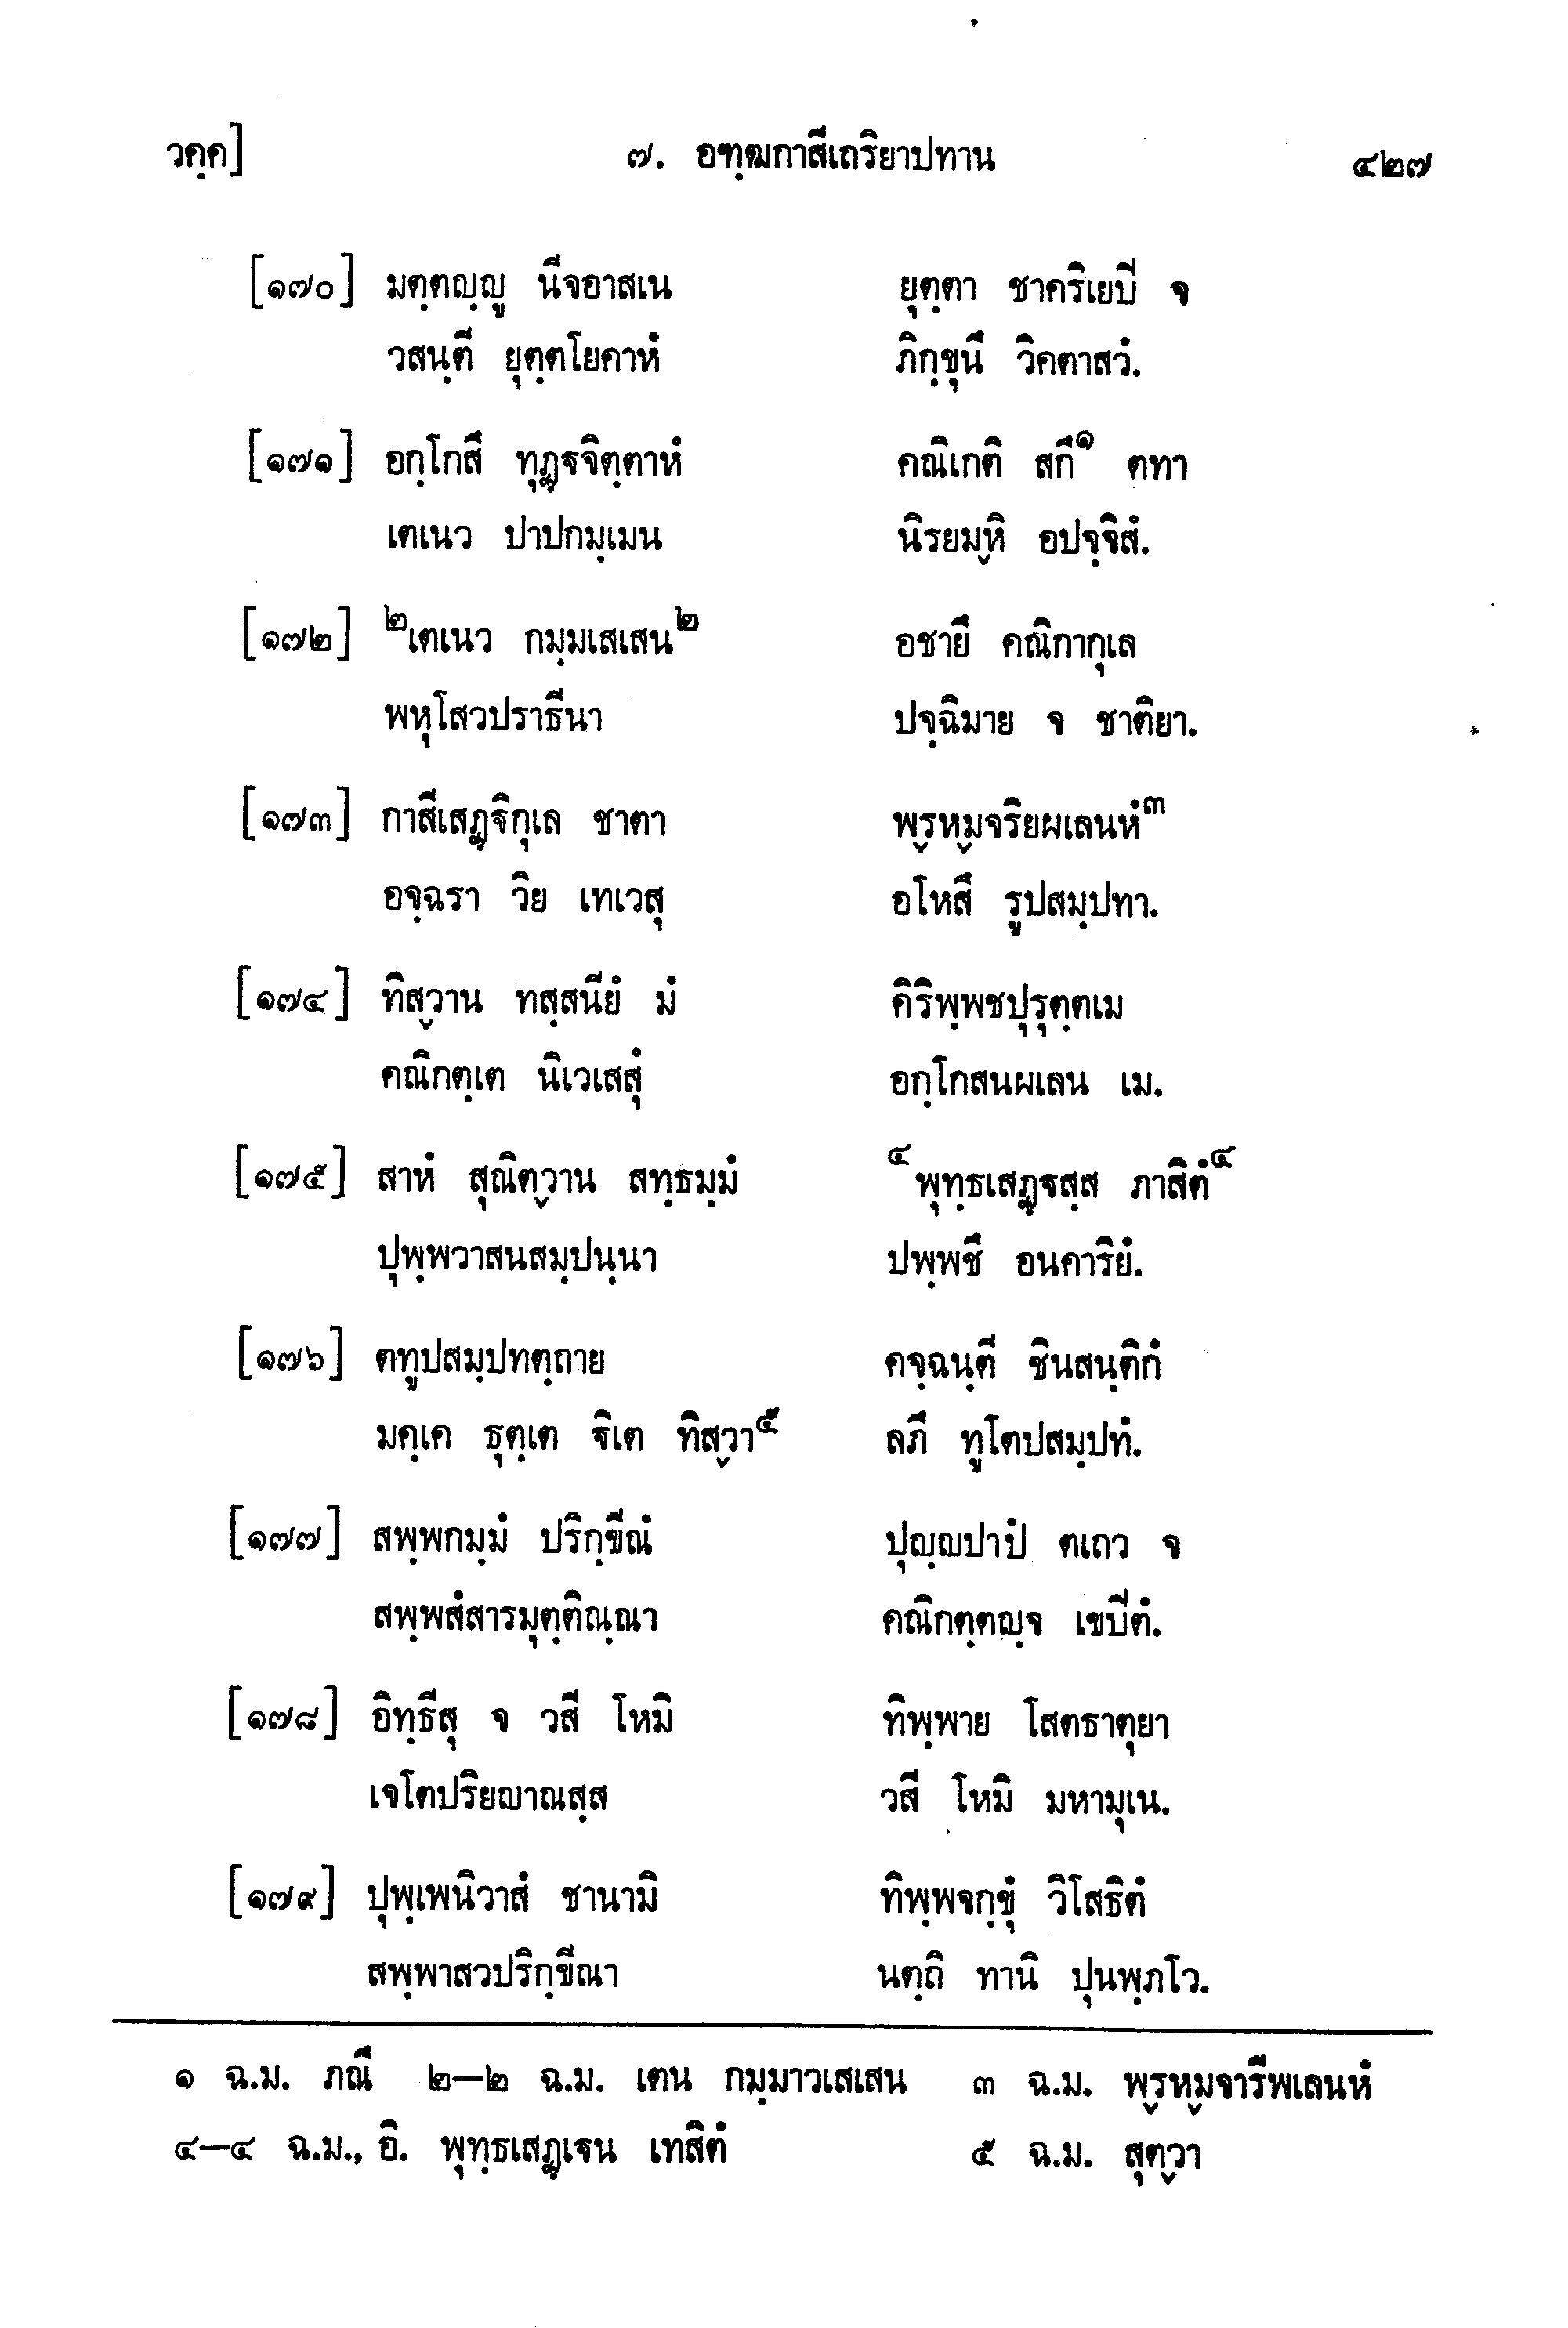 วคฺค] ๗. อฑฺฒกาสีเถริยาปทาน ๔๒๗
[๑๗๐] มตฺตญฺญู นีจอาสเน ยุตฺตา ชาคริเยปี จ
วสนฺตี ยุตฺตโยคาหํ ภิกฺขุนึ วิคตาสวํ.
[๑๗๑] อกฺโกสึ ทุฏฺฐจิตฺตาหํ คณิเกติ สกึ๑ ตทา
เตเนว ปาปกมฺเมน นิรยมฺหิ อปจฺจิสํ.
[๑๗๒] ๒เตเนว กมฺมเสเสน๒ อชายึ คณิกากุเล
พหุโสวปราธีนา ปจฺฉิมาย จ ชาติยา.
[๑๗๓] กาสีเสฏฺฐิกุเล ชาตา พฺรหฺมจริยผเลนหํ๓
อจฺฉรา วิย เทเวสุ อโหสึ รูปสมฺปทา.
[๑๗๔] ทิสฺวาน ทสฺสนียํ มํ คิริพฺพชปุรุตฺตเม
คณิกตฺเต นิเวเสสุํ อกฺโกสนผเลน เม.
[๑๗๕] สาหํ สุณิตฺวาน สทฺธมฺมํ ๔พุทฺธเสฏฺฐสฺส ภาสิตํ๔
ปุพฺพวาสนสมฺปนฺนา ปพฺพชึ อนคาริยํ.
[๑๗๖] ตทูปสมฺปทตฺถาย คจฺฉนฺตี ชินสนฺติกํ
มคฺเค ธุตฺเต ฐิเต ทิสฺวา๕ ลภึ ทูโตปสมฺปทํ.
[๑๗๗] สพฺพกมฺมํ ปริกฺขีณํ ปุญฺญปาปํ ตเถว จ
สพฺพสํสารมุตฺติณฺณา คณิกตฺตญฺจ เขปีตํ.
[๑๗๘] อิทฺธีสุ จ วสี โหมิ ทิพฺพาย โสตธาตุยา
เจโตปริยญาณสฺส วสี โหมิ มหามุเน.
[๑๗๙] ปุพฺเพนิวาสํ ชานามิ ทิพฺพจกฺขุํ วิโสธิตํ
สพฺพาสวปริกฺขีณา นตฺถิ ทานิ ปุนพฺภโว.
๑ ฉ.ม. ภณึ ๒—๒ ฉ.ม. เตน กมฺมาวเสเสน ๓ ฉ.ม. พฺรหฺมจารีพเลนหํ
๔—๔ ฉ.ม., อิ. พุทฺธเสฏฺเฐน เทสิตํ ๕ ฉ.ม. สุตฺวา